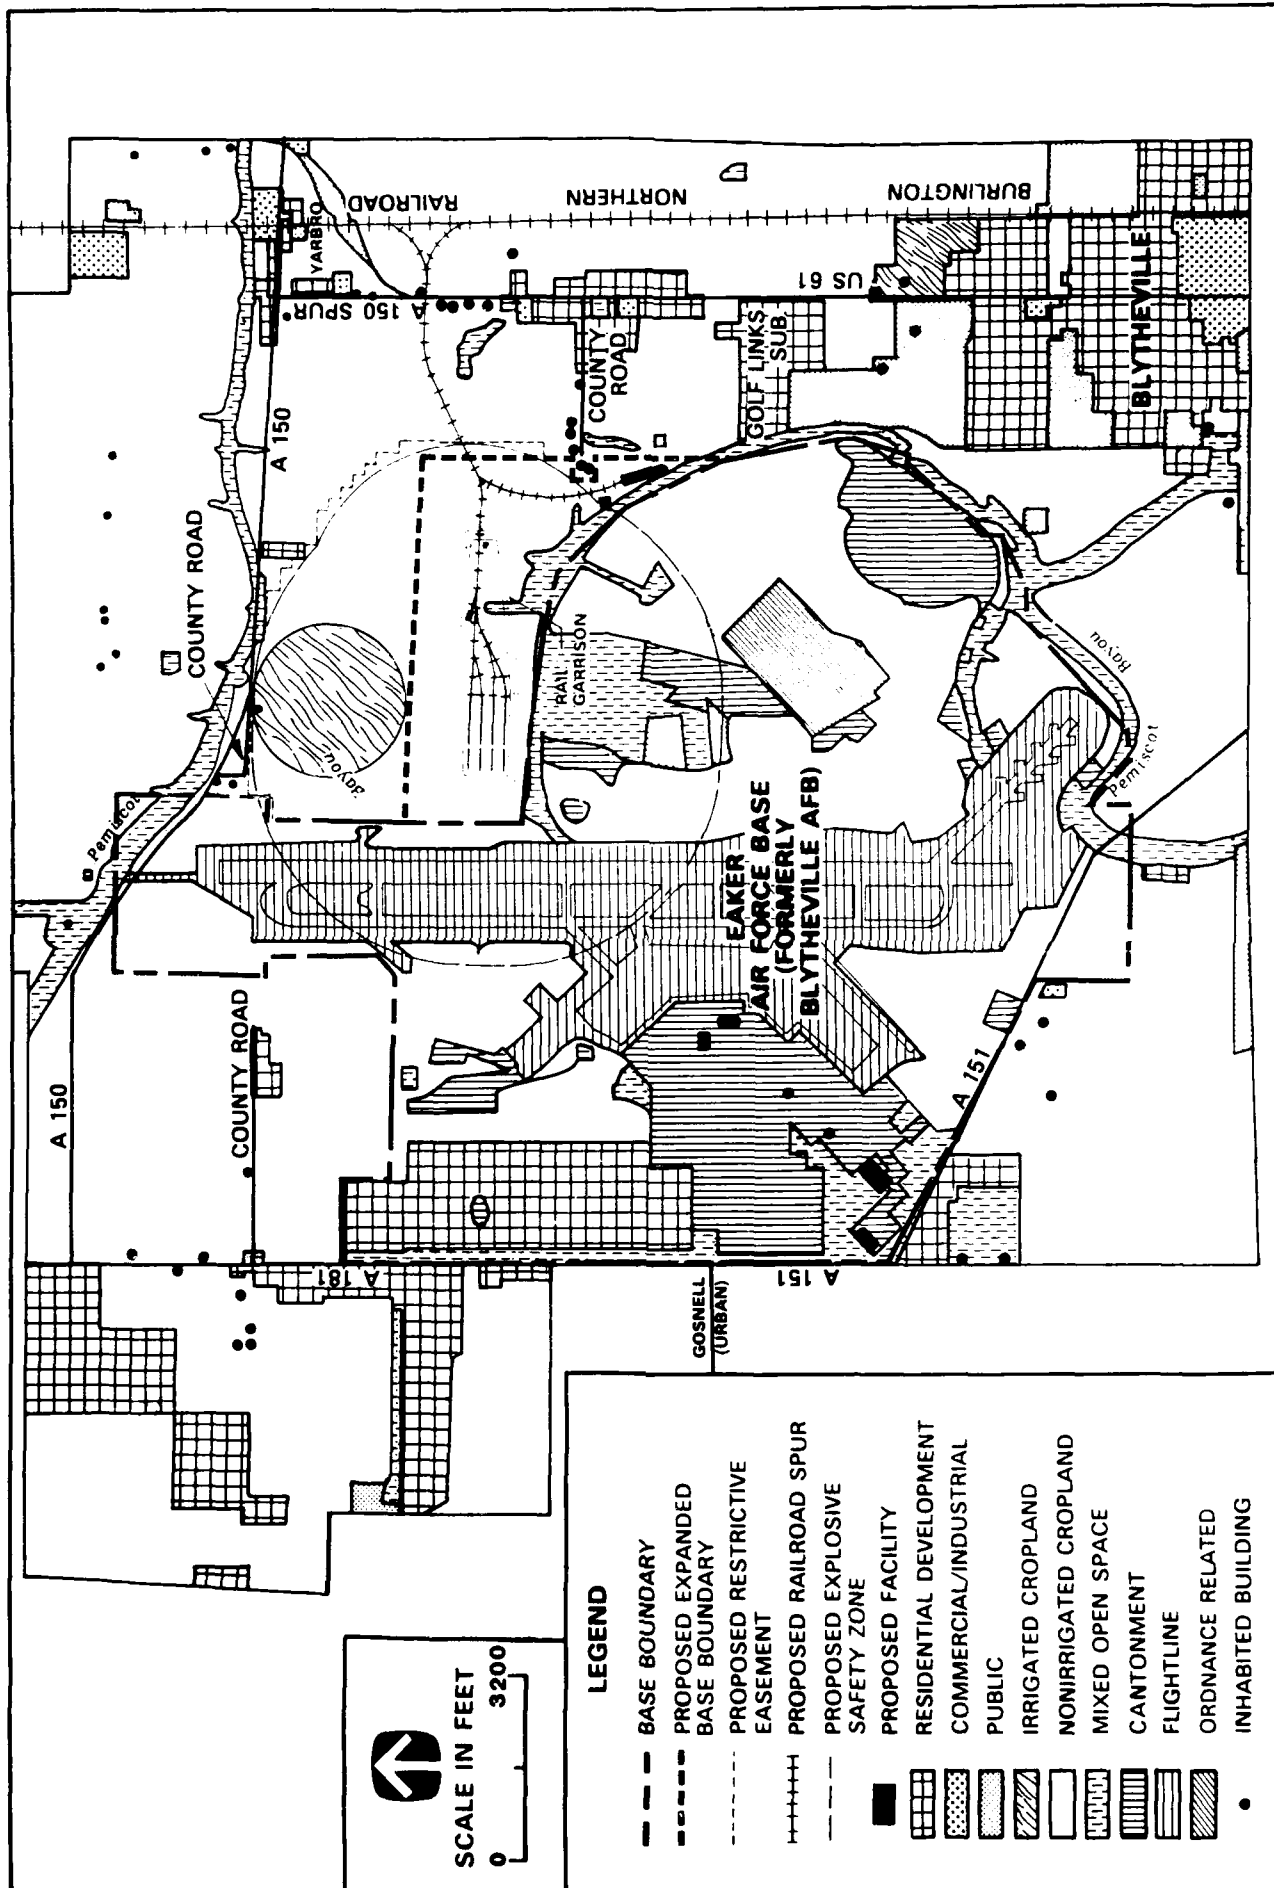 A 150
COUNTY ROAD
Pemiscot
COUNTY ROAD
A 150
YARBRO
RAILROAD
NORTHERN
BURLINGTON
A 150 SPUR
US 61
COUNTY
ROAD
GOLF LINKS
SUB.
BLYTHEVILLE
Bayou
RAIL
GARRISON
EAKER
AIR FORCE BASE
(FORMERLY
BLYTHEVILLE AFB)
Bayou
Pemiscot
A 151
A 181
A 151
GOSNELL
(URBAN)
SCALE IN FEET
0 3200
LEGEND
BASE BOUNDARY
PROPOSED EXPANDED
BASE BOUNDARY
PROPOSED RESTRICTIVE
EASEMENT
PROPOSED RAILROAD SPUR
PROPOSED EXPLOSIVE
SAFETY ZONE
PROPOSED FACILITY
RESIDENTIAL DEVELOPMENT
COMMERCIAL/INDUSTRIAL
PUBLIC
IRRIGATED CROPLAND
NONIRRIGATED CROPLAND
MIXED OPEN SPACE
CANTONMENT
FLIGHTLINE
ORDNANCE RELATED
INHABITED BUILDING